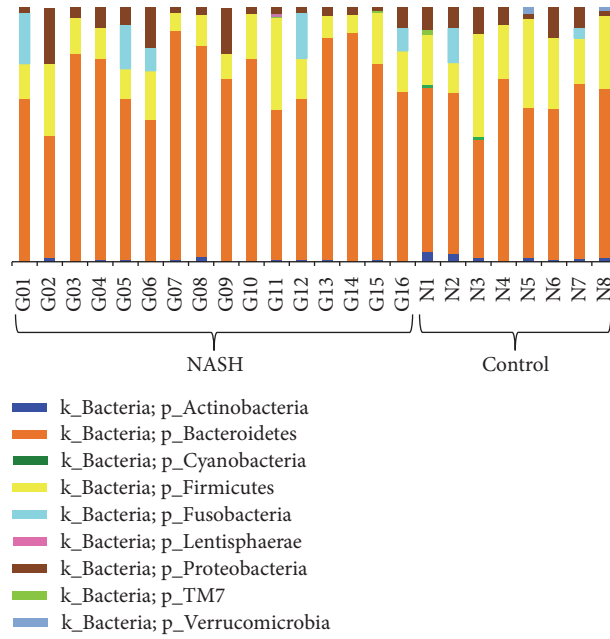 G01 G02 G03 G04 G05 G06 G07 G08 G09 G10 G11 G12 G13 G14 G15 G16 N1 N2 N3 N4 N5 N6 N7 N8
NASH Control
k_Bacteria; p_Actinobacteria
k_Bacteria; p_Bacteroidetes
k_Bacteria; p_Cyanobacteria
k_Bacteria; p_Firmicutes
k_Bacteria; p_Fusobacteria
k_Bacteria; p_Lentisphaerae
k_Bacteria; p_Proteobacteria
k_Bacteria; p_TM7
k_Bacteria; p_Verrucomicrobia